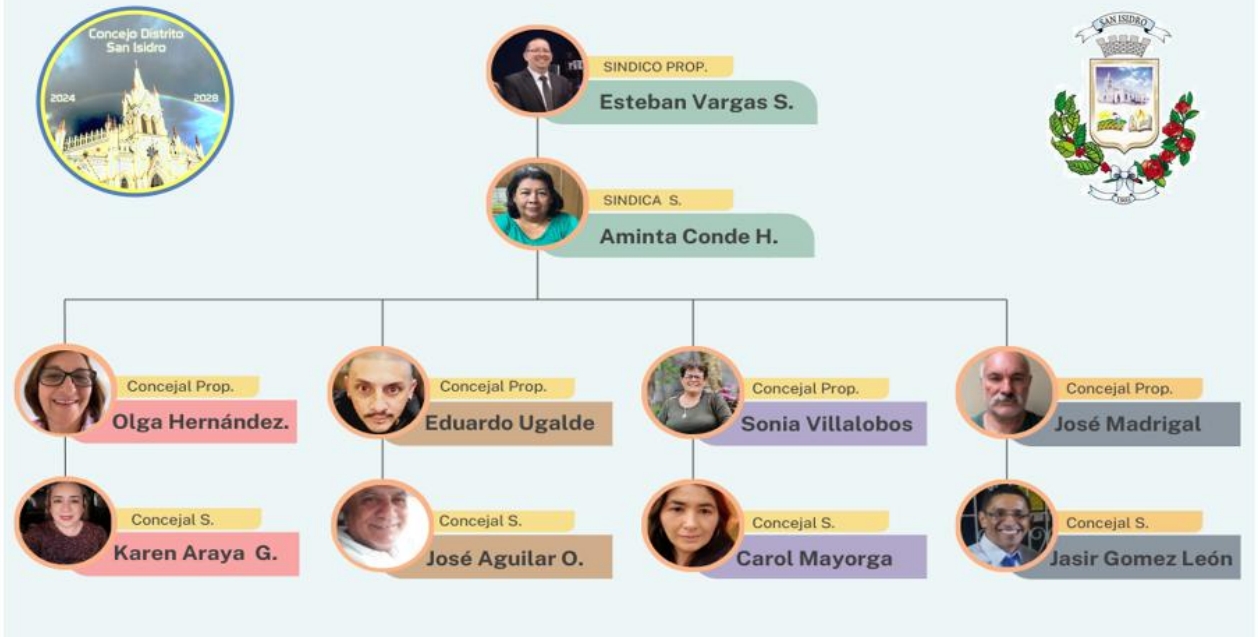 Concejo Distrito
San Isidro
2024 2028
SAN ISIDRO
SINDICO PROP.
Esteban Vargas S.
SINDICA S.
Aminta Conde H.
Concejal Prop.
Olga Hernández.
Concejal Prop.
Eduardo Ugalde
Concejal Prop.
Sonia Villalobos
Concejal Prop.
José Madrigal
Concejal S.
Karen Araya G.
Concejal S.
José Aguilar O.
Concejal S.
Carol Mayorga
Concejal S.
Jasir Gomez León